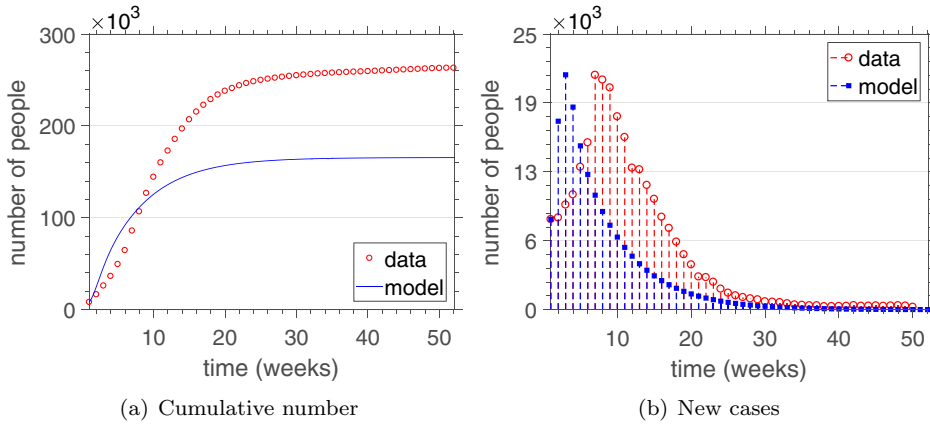 ×10³
300
200
100
0
10
20
30
40
50
number of people
time (weeks)
data
model
(a) Cumulative number
×10³
25
19
13
6
0
10
20
30
40
50
number of people
time (weeks)
data
model
(b) New cases